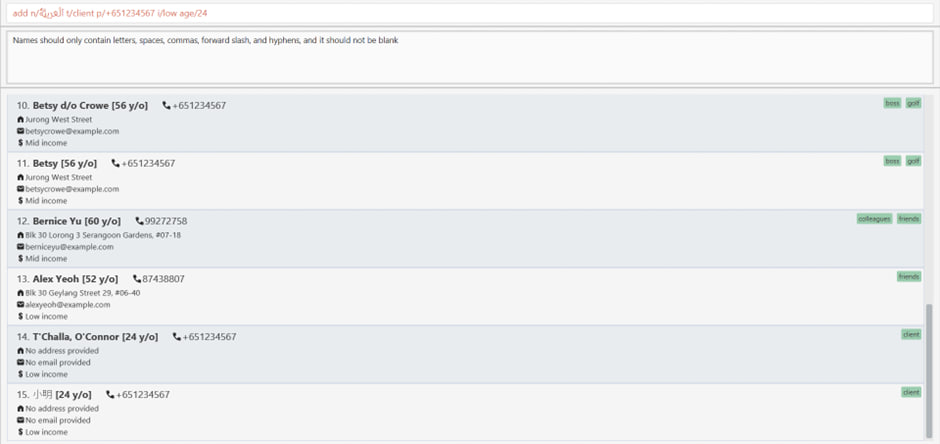 add n/العَرَبِيَّة t/client p/+651234567 i/low age/24
Names should only contain letters, spaces, commas, forward slash, and hyphens, and it should not be blank
10. Betsy d/o Crowe [56 y/o] +651234567 boss golf
Jurong West Street
betsycrowe@example.com
Mid income
11. Betsy [56 y/o] +651234567 boss golf
Jurong West Street
betsycrowe@example.com
Mid income
12. Bernice Yu [60 y/o] 99272758 colleagues friends
Blk 30 Lorong 3 Serangoon Gardens, #07-18
berniceyu@example.com
Mid income
13. Alex Yeoh [52 y/o] 87438807 friends
Blk 30 Geylang Street 29, #06-40
alexyeoh@example.com
$ Low income
14. T'Challa, O'Connor [24 y/o] +651234567 client
No address provided
No email provided
$ Low income
15. 小明 [24 y/o] +651234567 client
No address provided
No email provided
$ Low income